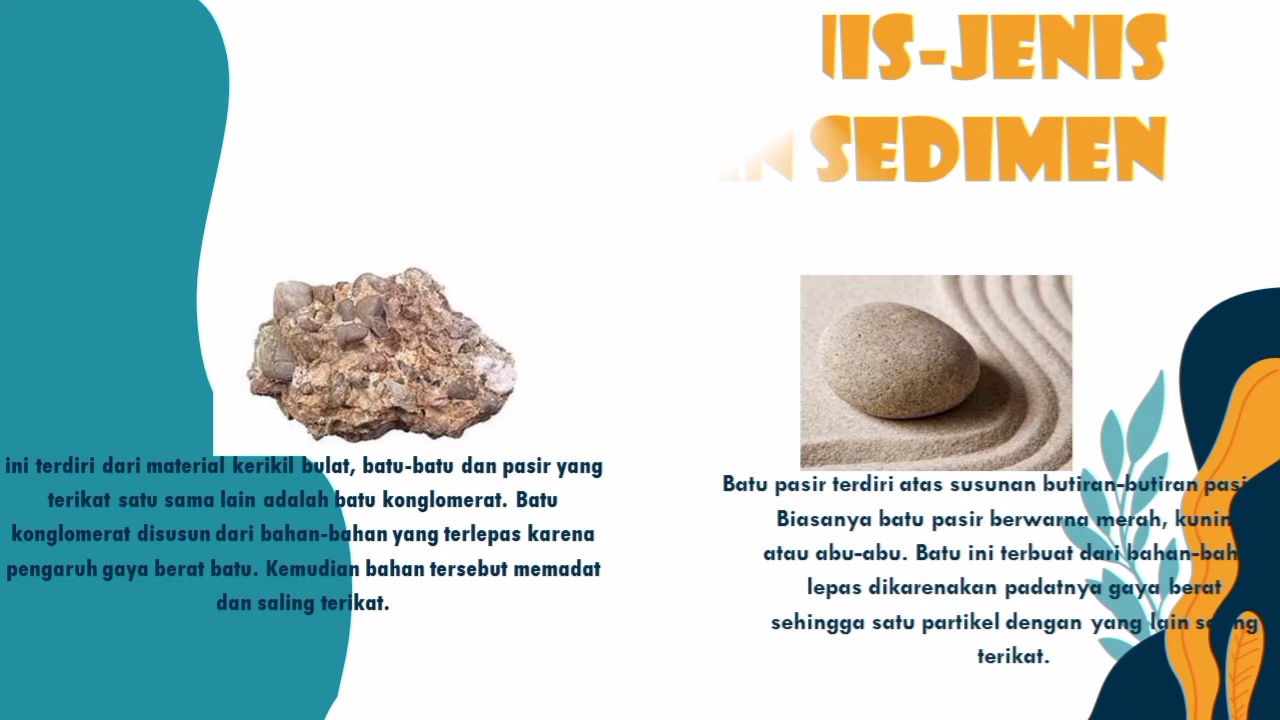 IS-JENIS
SEDIMEN
ini terdiri dari material kerikil bulat, batu-batu dan pasir yang
terikat satu sama lain adalah batu konglomerat. Batu
konglomerat disusun dari bahan-bahan yang terlepas karena
pengaruh gaya berat batu. Kemudian bahan tersebut memadat
dan saling terikat.
Batu pasir terdiri atas susunan butiran-butiran pasi
Biasanya batu pasir berwarna merah, kunin
atau abu-abu. Batu ini terbuat dari bahan-bah
lepas dikarenakan padatnya gaya berat
sehingga satu partikel dengan yang lain saling
terikat.